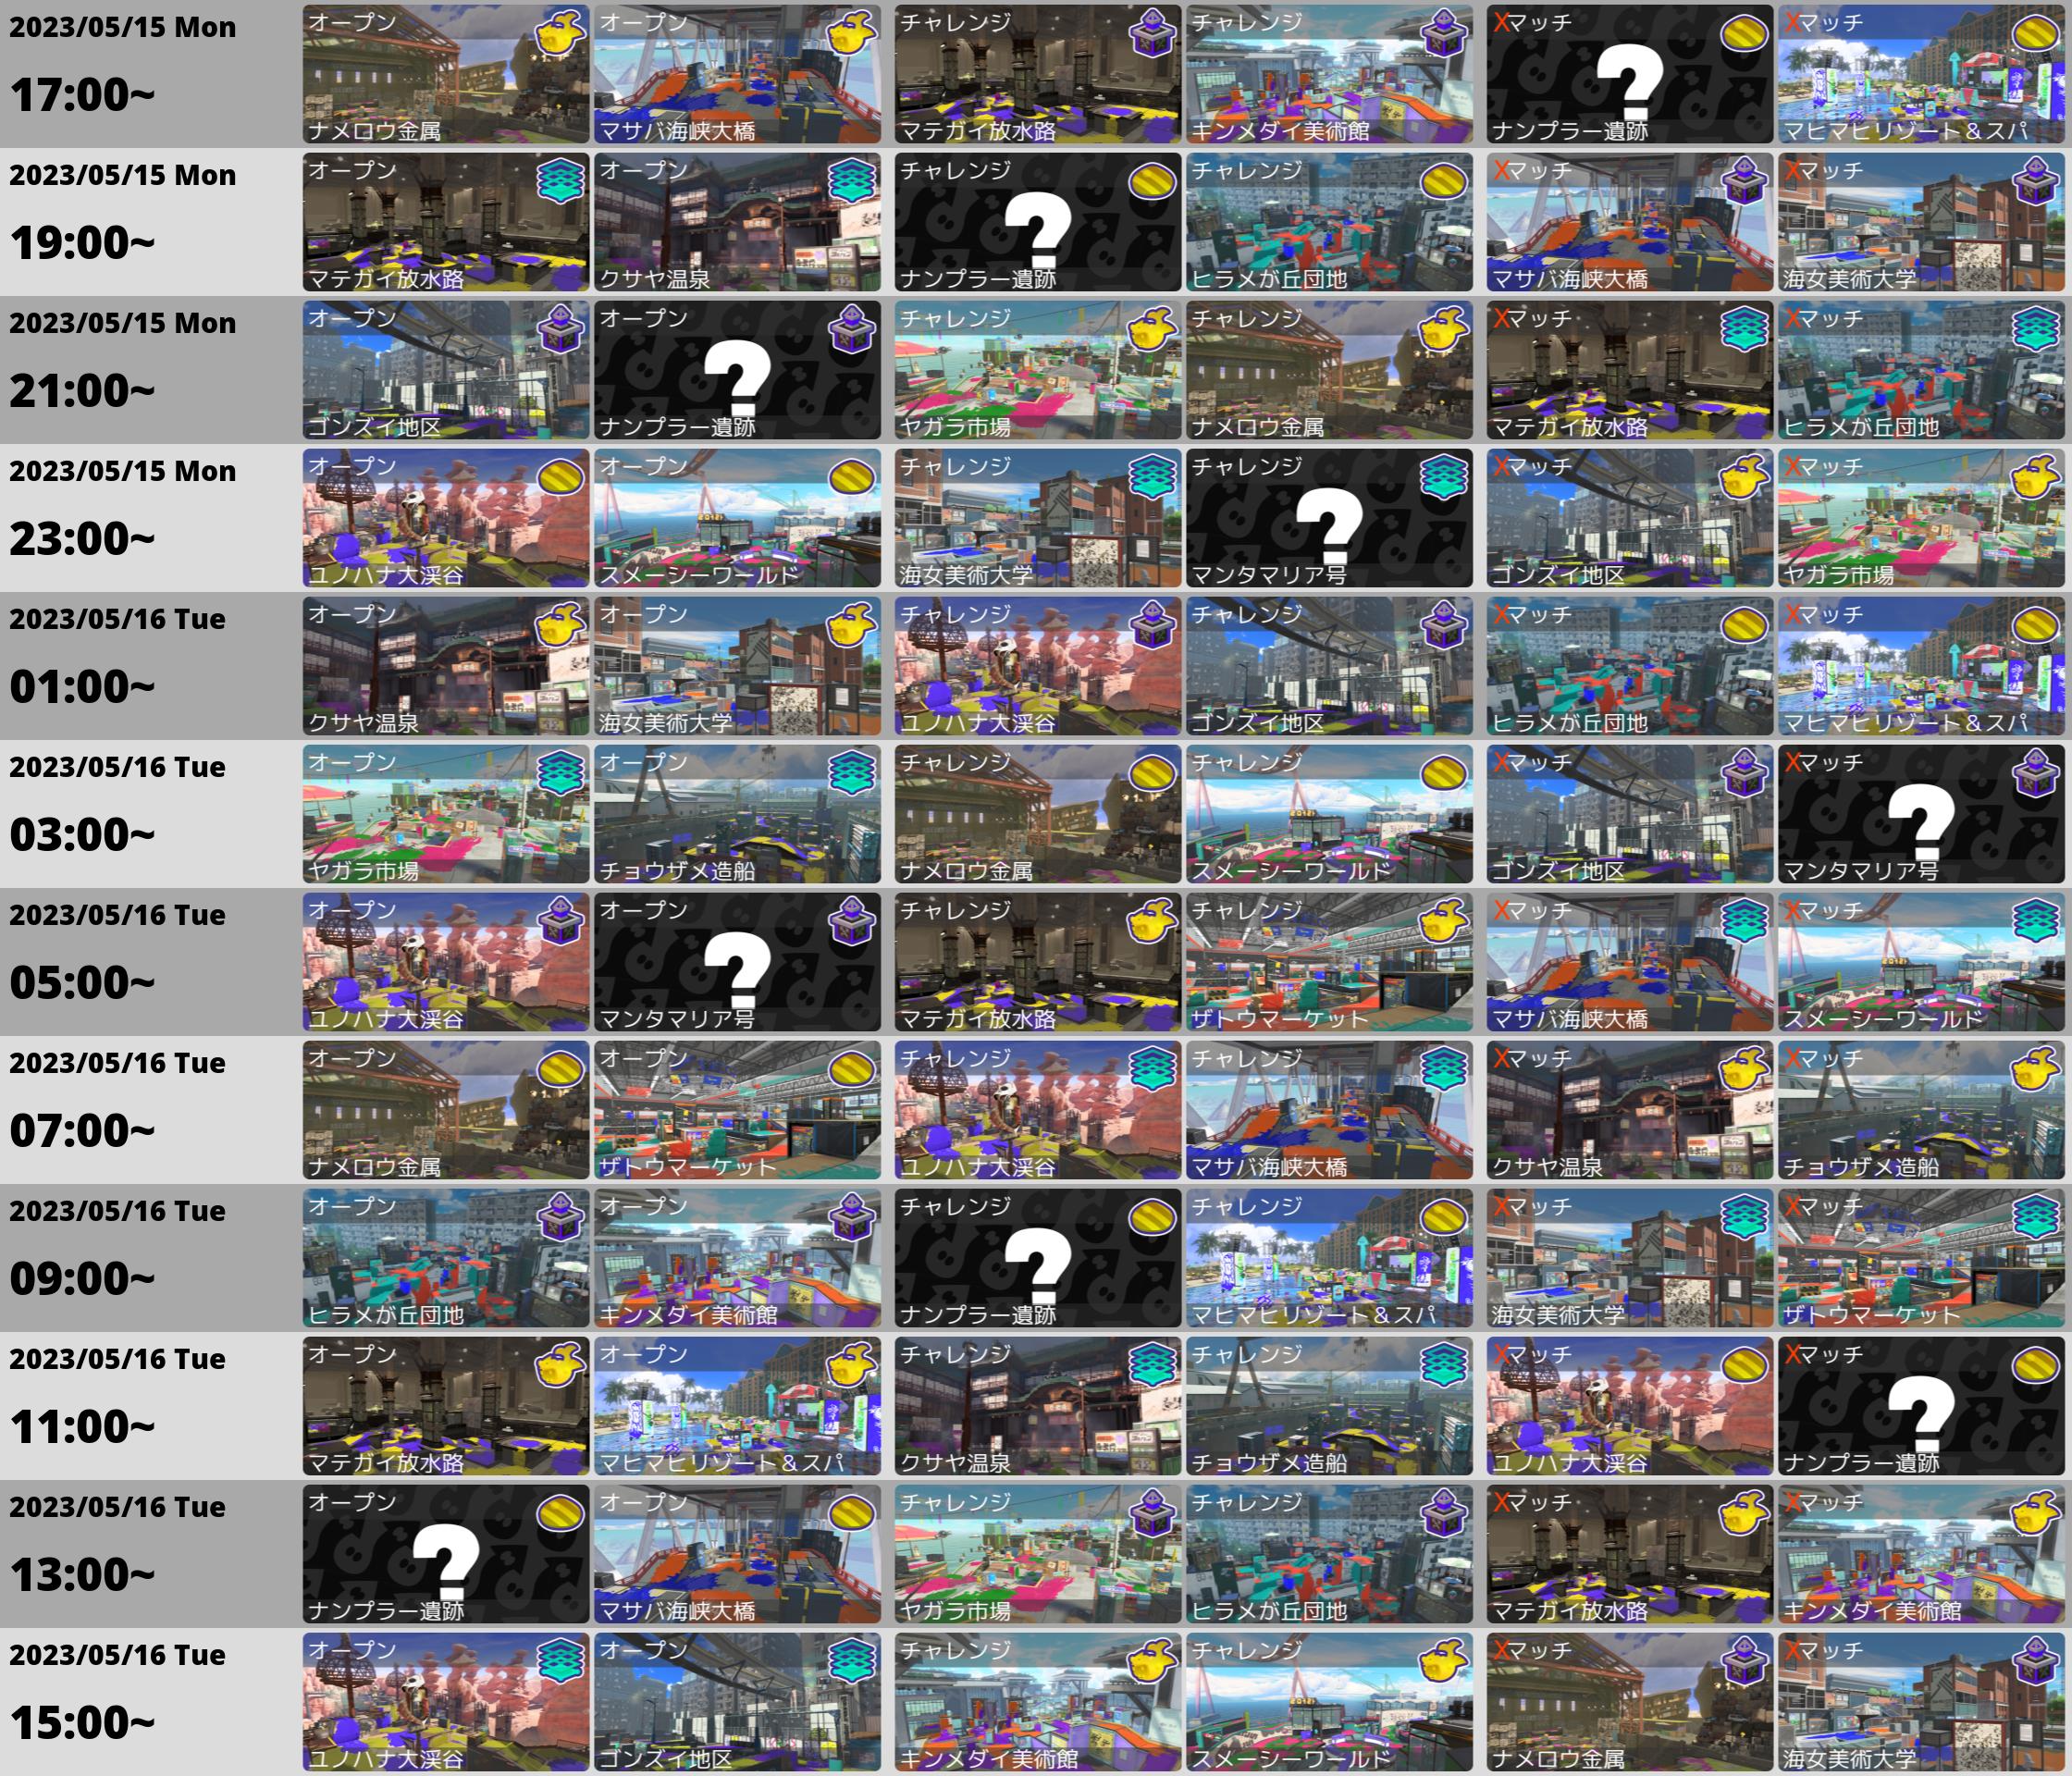 2023/05/15 Mon
17:00~
オープン
ナメロウ金属
オープン
マサバ海峡大橋
チャレンジ
マテガイ放水路
チャレンジ
キンメダイ美術館
Xマッチ
ナンプラー遺跡
Xマッチ
マヒマヒリゾート＆スパ
2023/05/15 Mon
19:00~
オープン
マテガイ放水路
オープン
クサヤ温泉
チャレンジ
ナンプラー遺跡
チャレンジ
ヒラメが丘団地
Xマッチ
マサバ海峡大橋
Xマッチ
海女美術大学
2023/05/15 Mon
21:00~
オープン
ゴンズイ地区
オープン
ナンプラー遺跡
チャレンジ
ヤガラ市場
チャレンジ
ナメロウ金属
Xマッチ
マテガイ放水路
Xマッチ
ヒラメが丘団地
2023/05/15 Mon
23:00~
オープン
ユノハナ大渓谷
オープン
スメーシーワールド
チャレンジ
海女美術大学
チャレンジ
マンタマリア号
Xマッチ
ゴンズイ地区
Xマッチ
ヤガラ市場
2023/05/16 Tue
01:00~
オープン
クサヤ温泉
オープン
海女美術大学
チャレンジ
ユノハナ大渓谷
チャレンジ
ゴンズイ地区
Xマッチ
ヒラメが丘団地
Xマッチ
マヒマヒリゾート＆スパ
2023/05/16 Tue
03:00~
オープン
ヤガラ市場
オープン
チョウザメ造船
チャレンジ
ナメロウ金属
チャレンジ
スメーシーワールド
Xマッチ
ゴンズイ地区
Xマッチ
マンタマリア号
2023/05/16 Tue
05:00~
オープン
ユノハナ大渓谷
オープン
マンタマリア号
チャレンジ
マテガイ放水路
チャレンジ
ザトウマーケット
Xマッチ
マサバ海峡大橋
Xマッチ
スメーシーワールド
2023/05/16 Tue
07:00~
オープン
ナメロウ金属
オープン
ザトウマーケット
チャレンジ
ユノハナ大渓谷
チャレンジ
マサバ海峡大橋
Xマッチ
クサヤ温泉
Xマッチ
チョウザメ造船
2023/05/16 Tue
09:00~
オープン
ヒラメが丘団地
オープン
キンメダイ美術館
チャレンジ
ナンプラー遺跡
チャレンジ
マヒマヒリゾート＆スパ
Xマッチ
海女美術大学
Xマッチ
ザトウマーケット
2023/05/16 Tue
11:00~
オープン
マテガイ放水路
オープン
マヒマヒリゾート＆スパ
チャレンジ
クサヤ温泉
チャレンジ
チョウザメ造船
Xマッチ
ユノハナ大渓谷
Xマッチ
ナンプラー遺跡
2023/05/16 Tue
13:00~
オープン
ナンプラー遺跡
オープン
マサバ海峡大橋
チャレンジ
ヤガラ市場
チャレンジ
ヒラメが丘団地
Xマッチ
マテガイ放水路
Xマッチ
キンメダイ美術館
2023/05/16 Tue
15:00~
オープン
ユノハナ大渓谷
オープン
ゴンズイ地区
チャレンジ
キンメダイ美術館
チャレンジ
スメーシーワールド
Xマッチ
ナメロウ金属
Xマッチ
海女美術大学